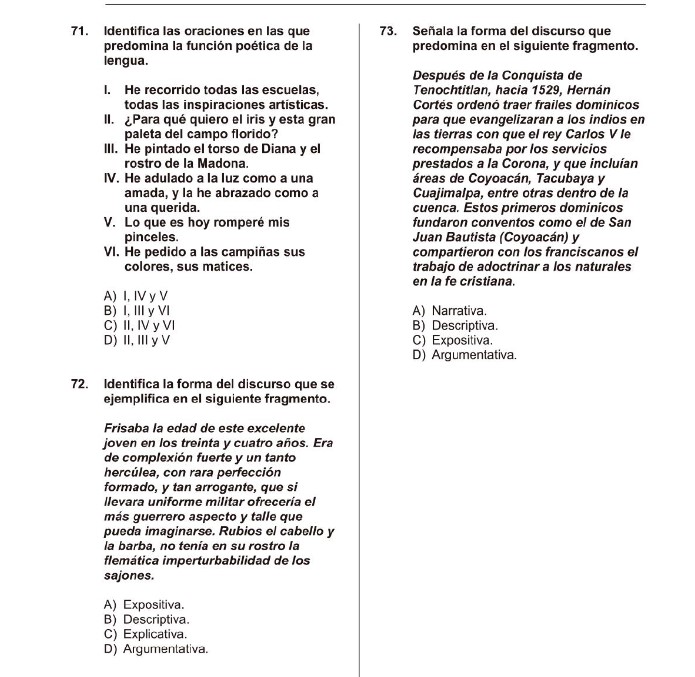 71. Identifica las oraciones en las que
predomina la función poética de la
lengua.
I. He recorrido todas las escuelas,
todas las inspiraciones artísticas.
II. ¿Para qué quiero el iris y esta gran
paleta del campo florido?
III. He pintado el torso de Diana y el
rostro de la Madona.
IV. He adulado a la luz como a una
amada, y la he abrazado como a
una querida.
V. Lo que es hoy romperé mis
pinceles.
VI. He pedido a las campiñas sus
colores, sus matices.
A) I, IV y V
B) I, III y VI
C) II, IV y VI
D) II, III y V
72. Identifica la forma del discurso que se
ejemplifica en el siguiente fragmento.
Frisaba la edad de este excelente
joven en los treinta y cuatro años. Era
de complexión fuerte y un tanto
hercúlea, con rara perfección
formado, y tan arrogante, que si
llevara uniforme militar ofrecería el
más guerrero aspecto y talle que
pueda imaginarse. Rubios el cabello y
la barba, no tenía en su rostro la
flemática imperturbabilidad de los
sajones.
A) Expositiva.
B) Descriptiva.
C) Explicativa.
D) Argumentativa.
73. Señala la forma del discurso que
predomina en el siguiente fragmento.
Después de la Conquista de
Tenochtitlan, hacia 1529, Hernán
Cortés ordenó traer frailes dominicos
para que evangelizaran a los indios en
las tierras con que el rey Carlos V le
recompensaba por los servicios
prestados a la Corona, y que incluían
áreas de Coyoacán, Tacubaya y
Cuajimalpa, entre otras dentro de la
cuenca. Estos primeros dominicos
fundaron conventos como el de San
Juan Bautista (Coyoacán) y
compartieron con los franciscanos el
trabajo de adoctrinar a los naturales
en la fe cristiana.
A) Narrativa.
B) Descriptiva.
C) Expositiva.
D) Argumentativa.